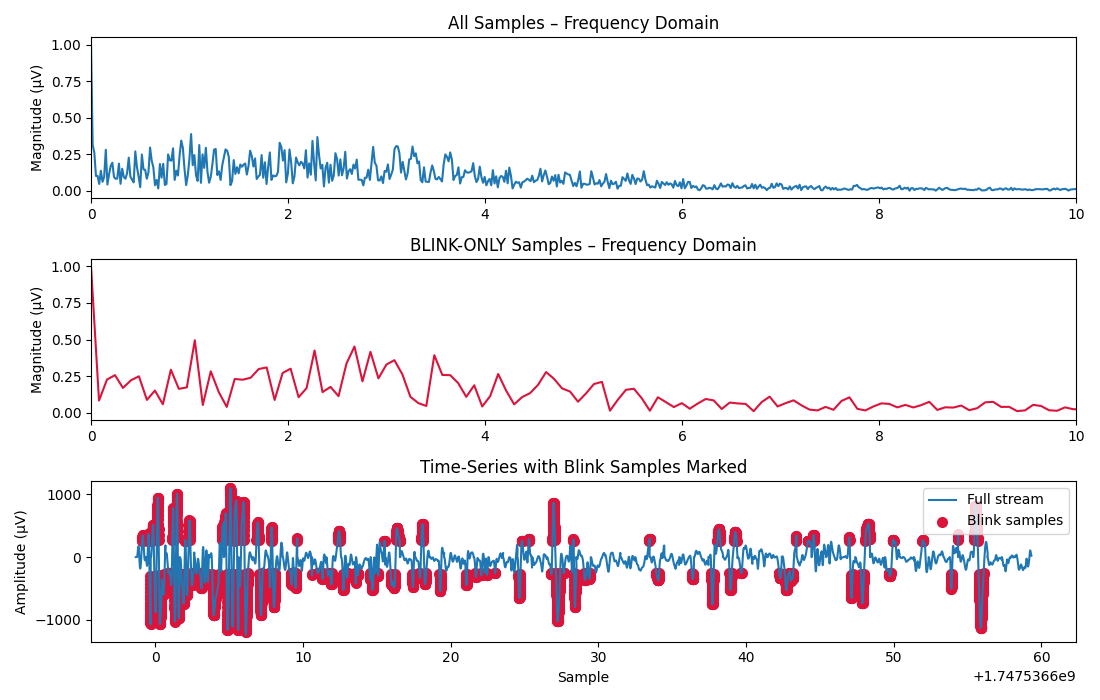 All Samples – Frequency Domain
Magnitude (µV)
1.00
0.75
0.50
0.25
0.00
0 2 4 6 8 10
BLINK-ONLY Samples – Frequency Domain
Magnitude (µV)
1.00
0.75
0.50
0.25
0.00
0 2 4 6 8 10
Time-Series with Blink Samples Marked
Amplitude (µV)
1000
0
−1000
Full stream
Blink samples
0 10 20 30 40 50 60
Sample
+1.7475366e9